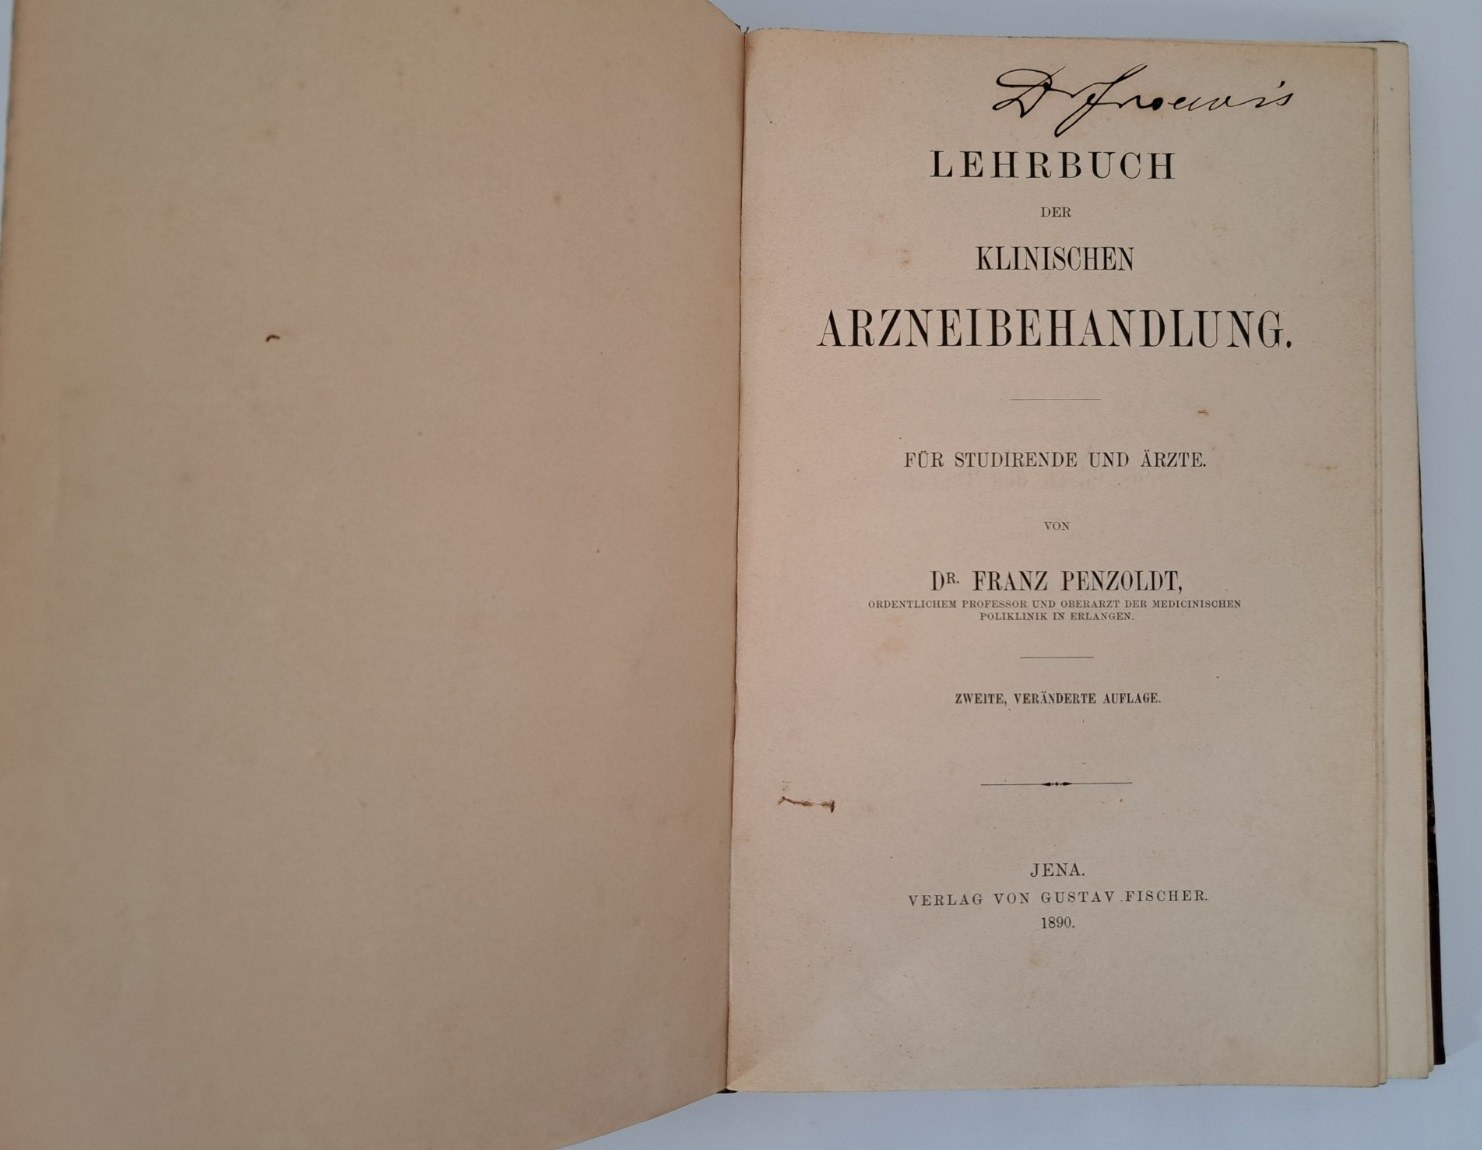 Dr
LEHRBUCH
DER
KLINISCHEN
ARZNEIBEHANDLUNG.
FÜR STUDIRENDE UND ÄRZTE.
VON
DR. FRANZ PENZOLDT,
ORDENTLICHEM PROFESSOR UND OBERARZT DER MEDICINISCHEN
POLIKLINIK IN ERLANGEN.
ZWEITE, VERÄNDERTE AUFLAGE.
JENA.
VERLAG VON GUSTAV FISCHER.
1890.